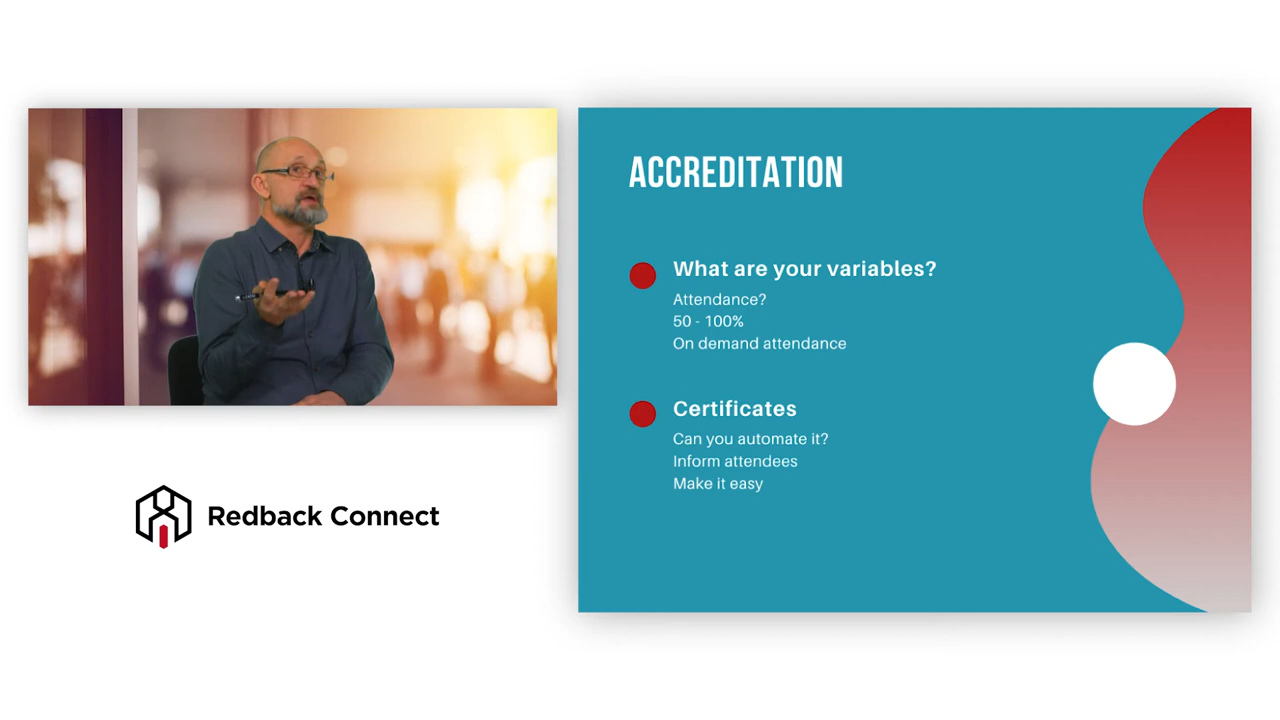 ACCREDITATION
What are your variables?
Attendance?
50 - 100%
On demand attendance
Certificates
Can you automate it?
Inform attendees
Make it easy
Redback Connect